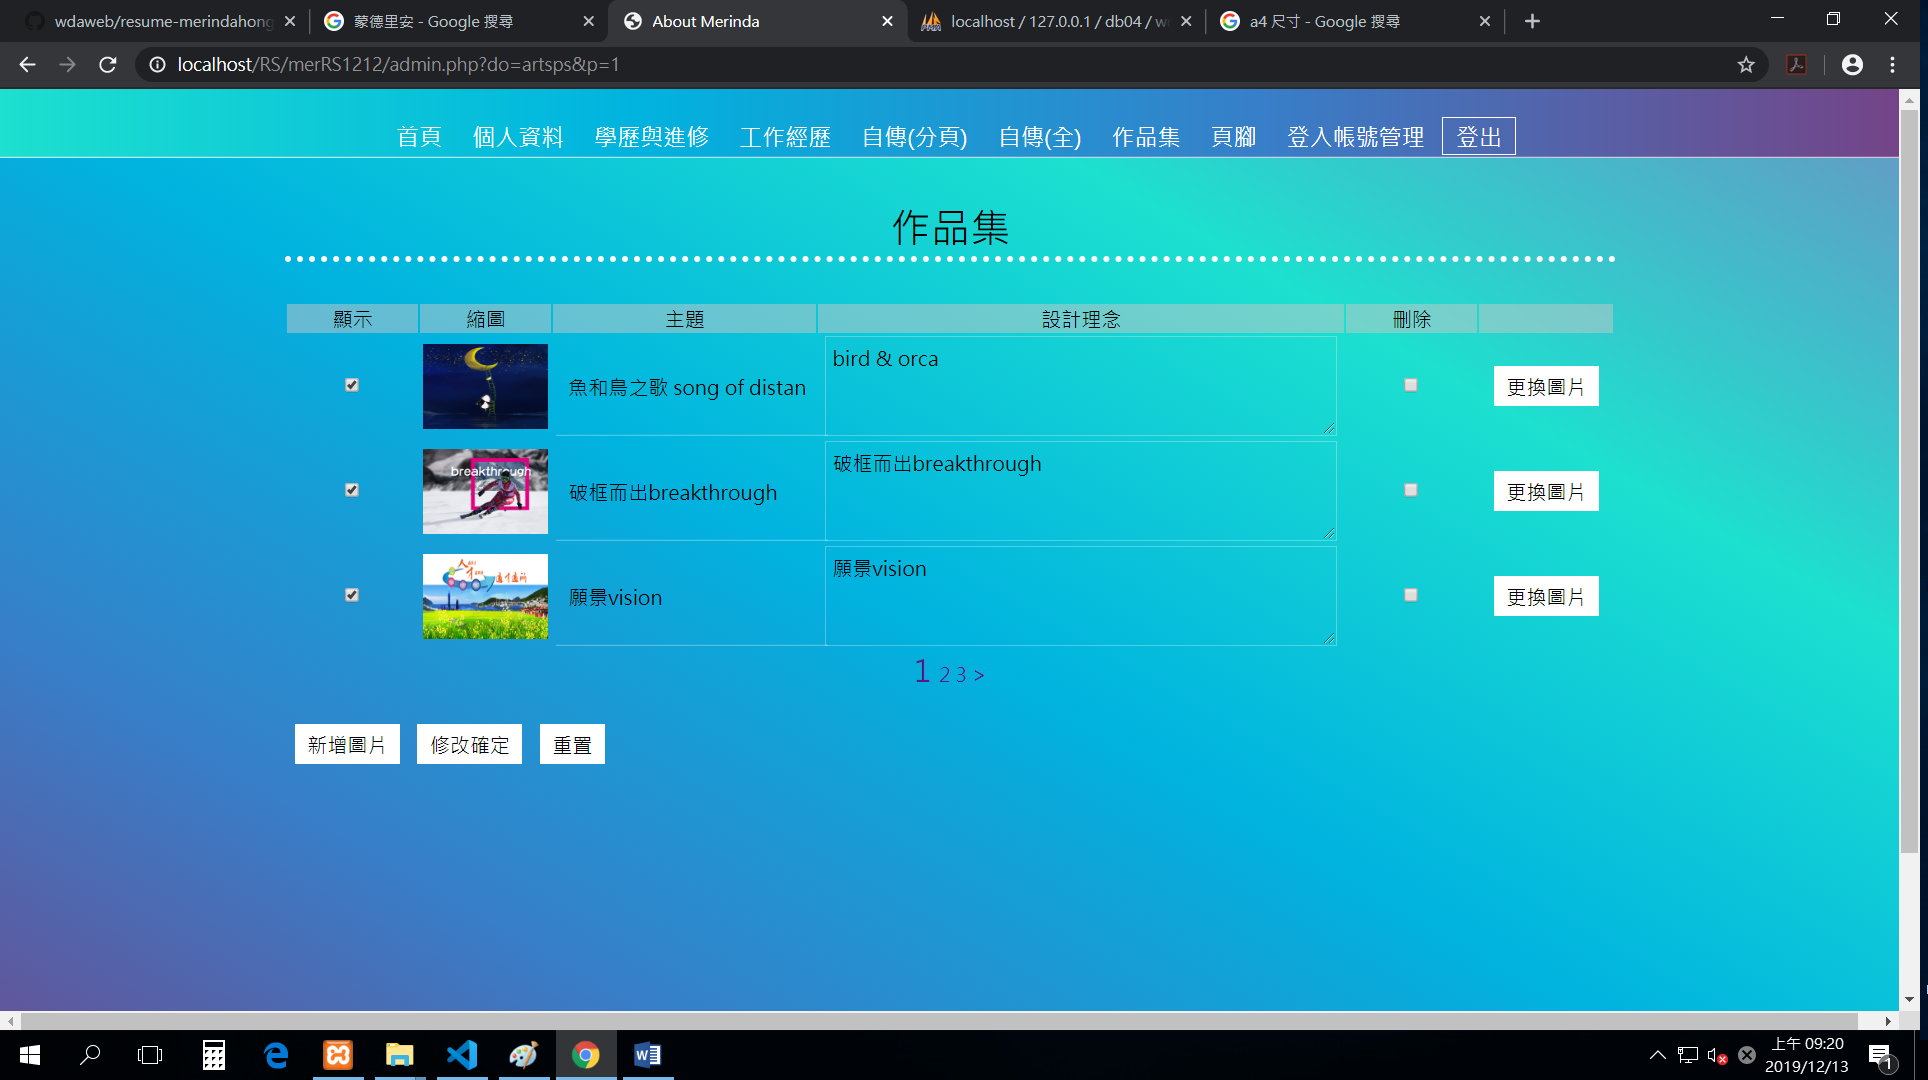 wdaweb/resume-merindahong
蒙德里安 - Google 搜尋
About Merinda
localhost / 127.0.0.1 / db04 / w
a4 尺寸 - Google 搜尋
localhost/RS/merRS1212/admin.php?do=artsps&p=1
首頁 個人資料 學歷與進修 工作經歷 自傳(分頁) 自傳(全) 作品集 頁腳 登入帳號管理 登出
作品集
顯示 縮圖 主題 設計理念 刪除
魚和鳥之歌 song of distan bird & orca 更換圖片
breakthrough
破框而出breakthrough 破框而出breakthrough 更換圖片
願景vision 願景vision 更換圖片
1 2 3 >
新增圖片 修改確定 重置
上午 09:20
2019/12/13
1